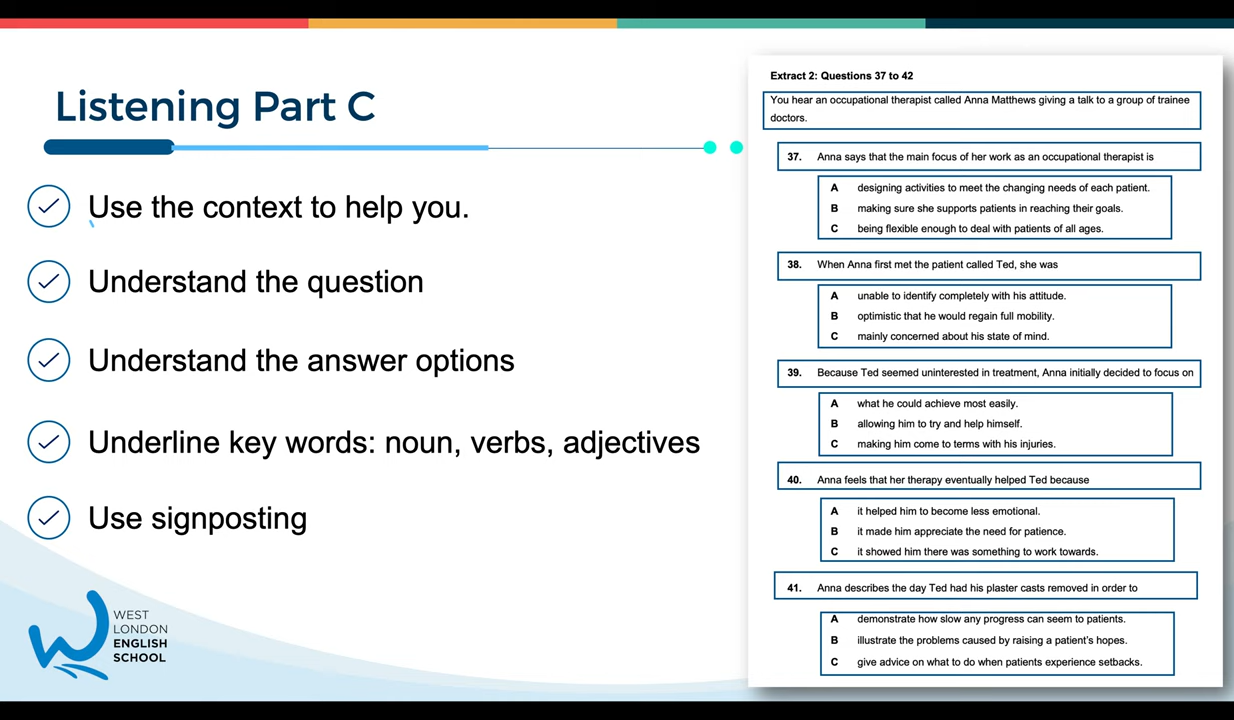 Listening Part C
Use the context to help you.
Understand the question
Understand the answer options
Underline key words: noun, verbs, adjectives
Use signposting
WEST
LONDON
ENGLISH
SCHOOL
Extract 2: Questions 37 to 42
You hear an occupational therapist called Anna Matthews giving a talk to a group of trainee
doctors.
37. Anna says that the main focus of her work as an occupational therapist is
A designing activities to meet the changing needs of each patient.
B making sure she supports patients in reaching their goals.
C being flexible enough to deal with patients of all ages.
38. When Anna first met the patient called Ted, she was
A unable to identify completely with his attitude.
B optimistic that he would regain full mobility.
C mainly concerned about his state of mind.
39. Because Ted seemed uninterested in treatment, Anna initially decided to focus on
A what he could achieve most easily.
B allowing him to try and help himself.
C making him come to terms with his injuries.
40. Anna feels that her therapy eventually helped Ted because
A it helped him to become less emotional.
B it made him appreciate the need for patience.
C it showed him there was something to work towards.
41. Anna describes the day Ted had his plaster casts removed in order to
A demonstrate how slow any progress can seem to patients.
B illustrate the problems caused by raising a patient's hopes.
C give advice on what to do when patients experience setbacks.